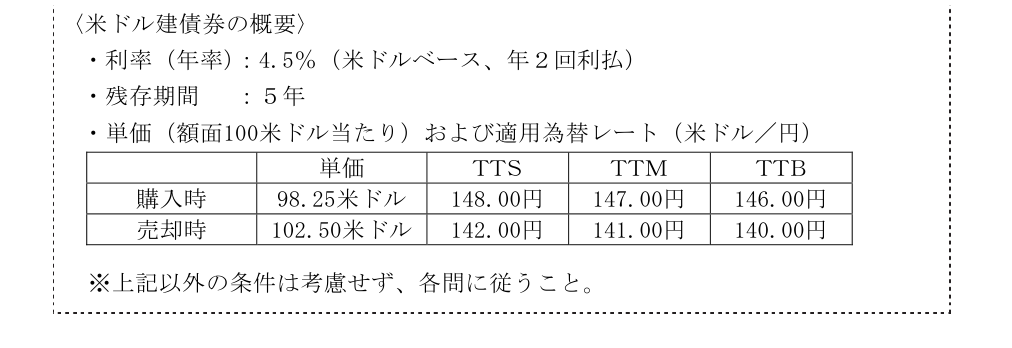 〈米ドル建債券の概要〉
・利率（年率）：4.5％（米ドルベース、年２回利払）
・残存期間　　：５年
・単価（額面100米ドル当たり）および適用為替レート（米ドル／円）
単価 TTS TTM TTB
購入時 98.25米ドル 148.00円 147.00円 146.00円
売却時 102.50米ドル 142.00円 141.00円 140.00円
※上記以外の条件は考慮せず、各問に従うこと。